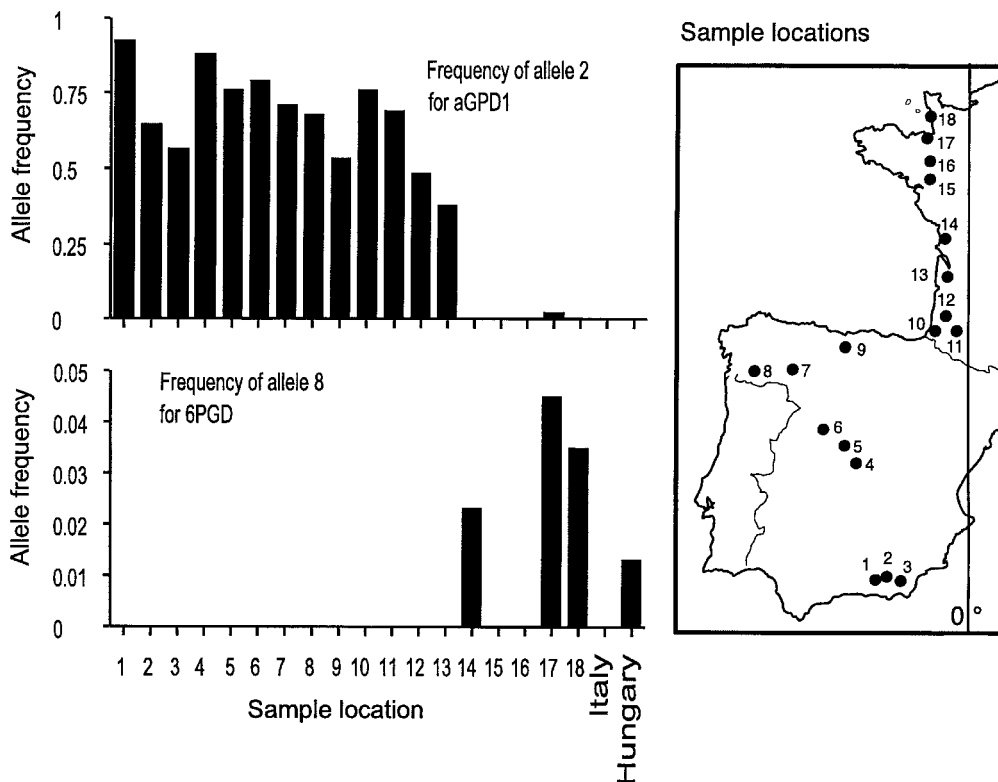 Allele frequency
1
0.75
0.5
0.25
0
Frequency of allele 2
for aGPD1
Allele frequency
0.05
0.04
0.03
0.02
0.01
0
Frequency of allele 8
for 6PGD
1 2 3 4 5 6 7 8 9 10 11 12 13 14 15 16 17 18 Italy Hungary
Sample location
Sample locations
18
17
16
15
14
13
12
10
11
9
8 7
6
5
4
1 2 3
0°